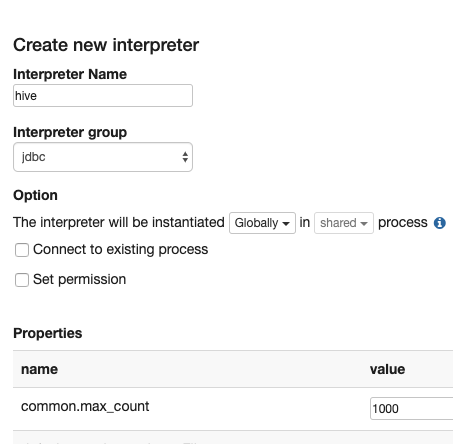 Create new interpreter
Interpreter Name
hive
Interpreter group
jdbc
Option
The interpreter will be instantiated Globally in shared process
Connect to existing process
Set permission
Properties
name value
common.max_count 1000